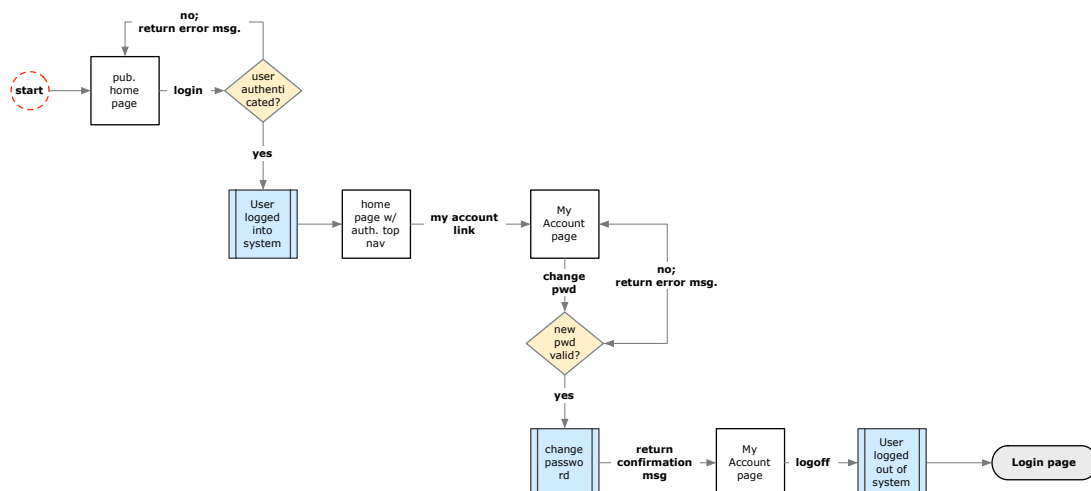 no;
return error msg.
start
pub.
home
page
login
user
authenti
cated?
yes
User
logged
into
system
home
page w/
auth. top
nav
my account
link
My
Account
page
change
pwd
no;
return error msg.
new
pwd
valid?
yes
change
passwo
rd
return
confirmation
msg
My
Account
page
logoff
User
logged
out of
system
Login page